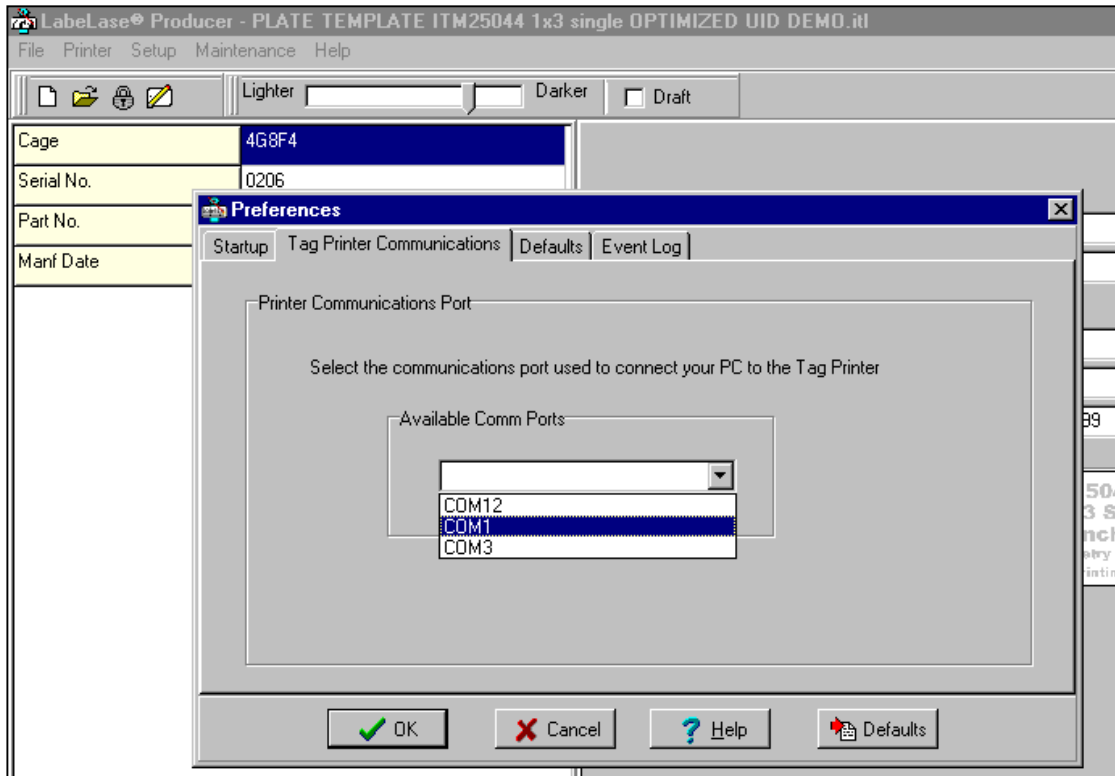 LabeLase® Producer - PLATE TEMPLATE ITM25044 1x3 single OPTIMIZED UID DEMO.itl
File Printer Setup Maintenance Help
Lighter Darker Draft
Cage 4G8F4
Serial No. 0206
Part No.
Manf Date
Preferences
Startup Tag Printer Communications Defaults Event Log
Printer Communications Port
Select the communications port used to connect your PC to the Tag Printer
Available Comm Ports
COM12
COM1
COM3
OK Cancel Help Defaults